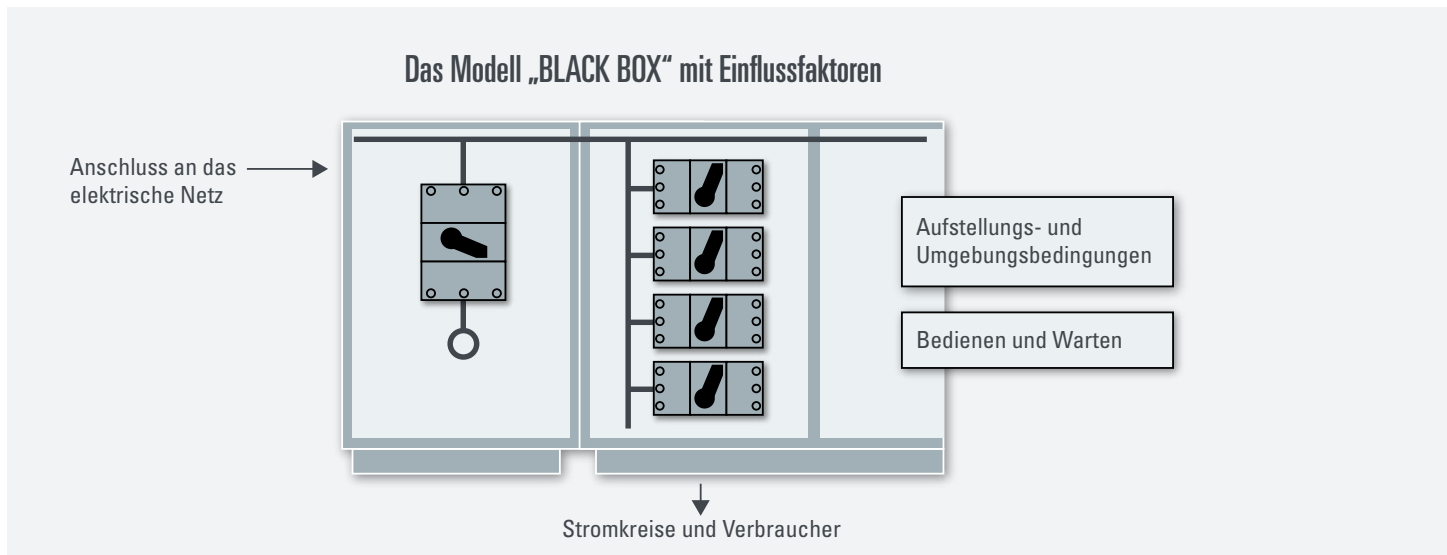 Das Modell „BLACK BOX“ mit Einflussfaktoren
Anschluss an das
elektrische Netz
Aufstellungs- und
Umgebungsbedingungen
Bedienen und Warten
Stromkreise und Verbraucher